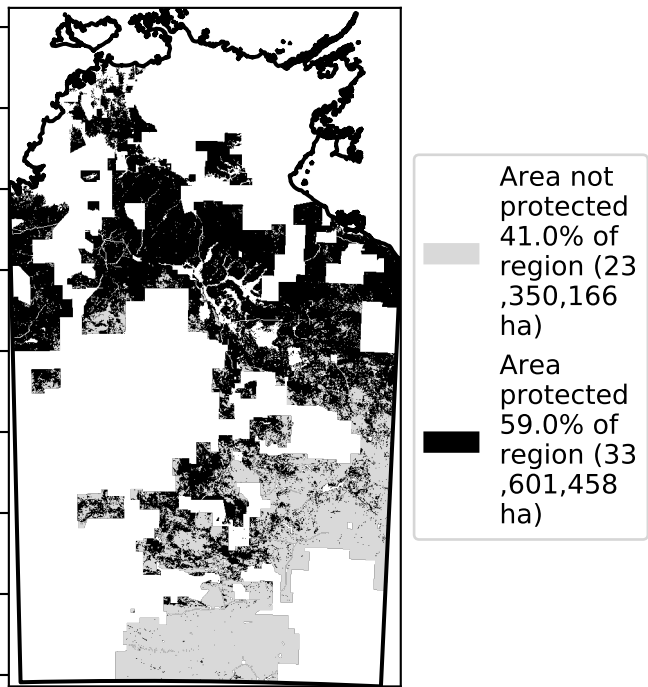 Area not
protected
41.0% of
region (23
,350,166
ha)
Area
protected
59.0% of
region (33
,601,458
ha)